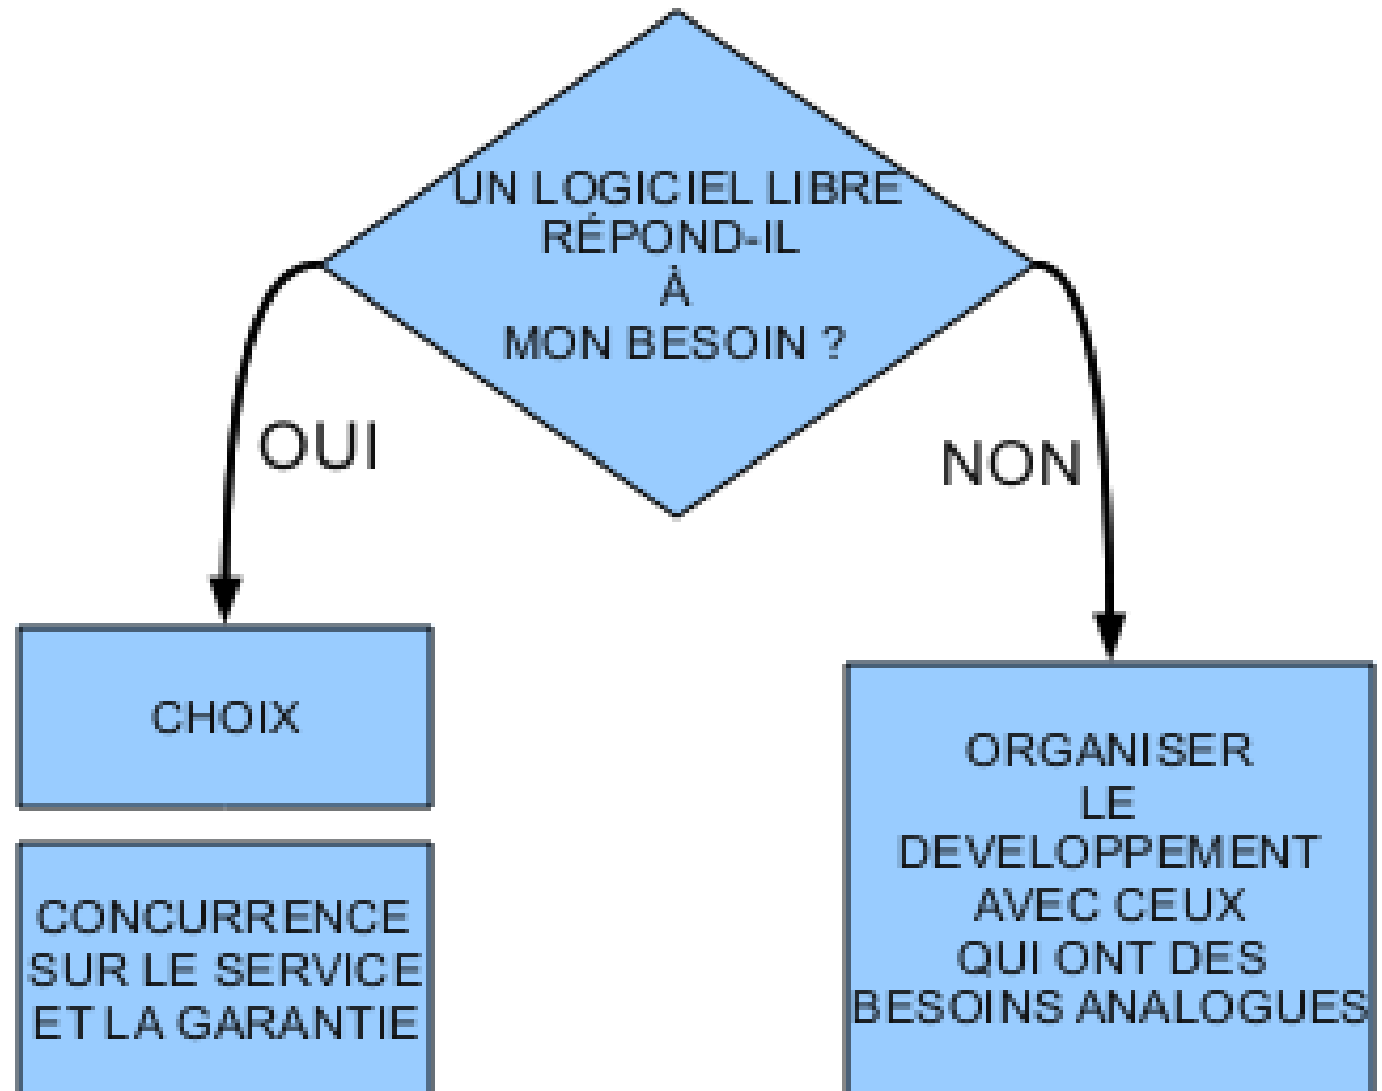 UN LOGICIEL LIBRE
RÉPOND-IL
À
MON BESOIN ?
OUI
NON
CHOIX
CONCURRENCE
SUR LE SERVICE
ET LA GARANTIE
ORGANISER
LE
DEVELOPPEMENT
AVEC CEUX
QUI ONT DES
BESOINS ANALOGUES